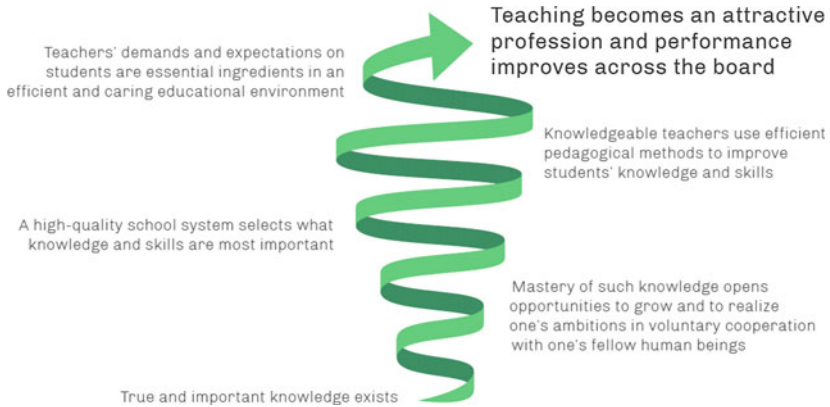 Teaching becomes an attractive
profession and performance
improves across the board
Teachers' demands and expectations on
students are essential ingredients in an
efficient and caring educational environment
Knowledgeable teachers use efficient
pedagogical methods to improve
students' knowledge and skills
A high-quality school system selects what
knowledge and skills are most important
Mastery of such knowledge opens
opportunities to grow and to realize
one's ambitions in voluntary cooperation
with one's fellow human beings
True and important knowledge exists